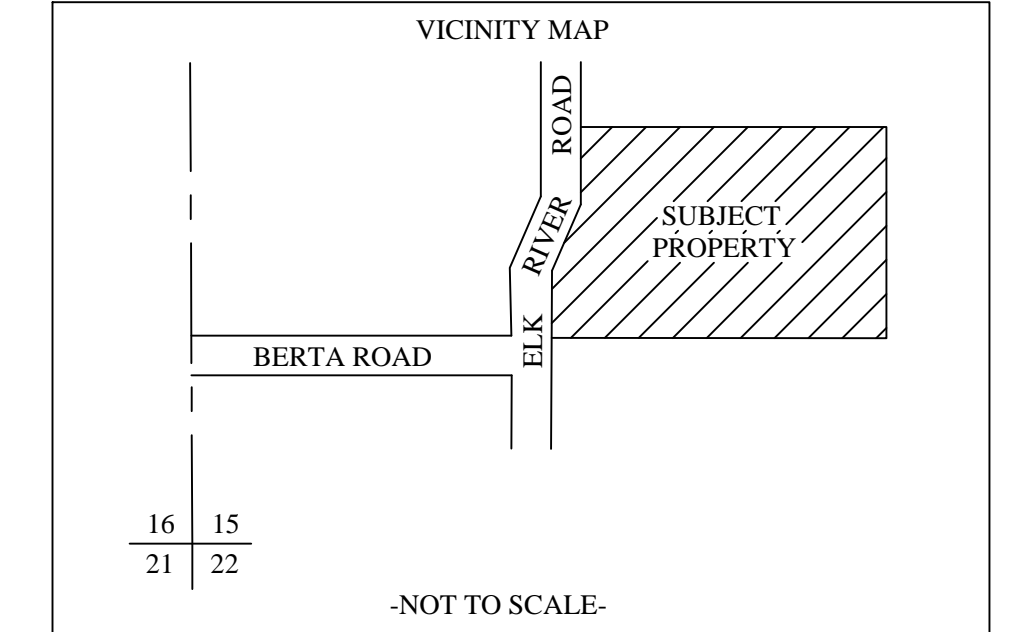 VICINITY MAP
ELK RIVER ROAD
SUBJECT
PROPERTY
BERTA ROAD
16 15
21 22
-NOT TO SCALE-